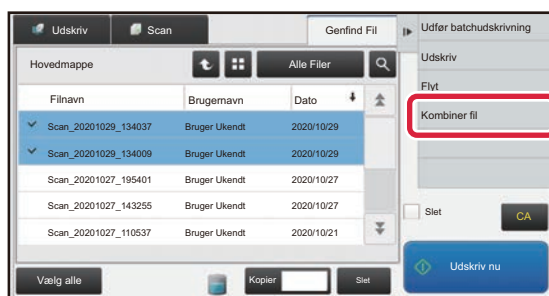 Udskriv
Scan
Genfind Fil
Hovedmappe
Alle Filer
Filnavn Brugernavn Dato
Scan_20201029_134037 Bruger Ukendt 2020/10/29
Scan_20201029_134009 Bruger Ukendt 2020/10/29
Scan_20201027_195401 Bruger Ukendt 2020/10/27
Scan_20201027_143255 Bruger Ukendt 2020/10/27
Scan_20201027_110537 Bruger Ukendt 2020/10/21
Vælg alle
Kopier
Slet
Udfør batchudskrivning
Udskriv
Flyt
Kombiner fil
Slet
CA
Udskriv nu